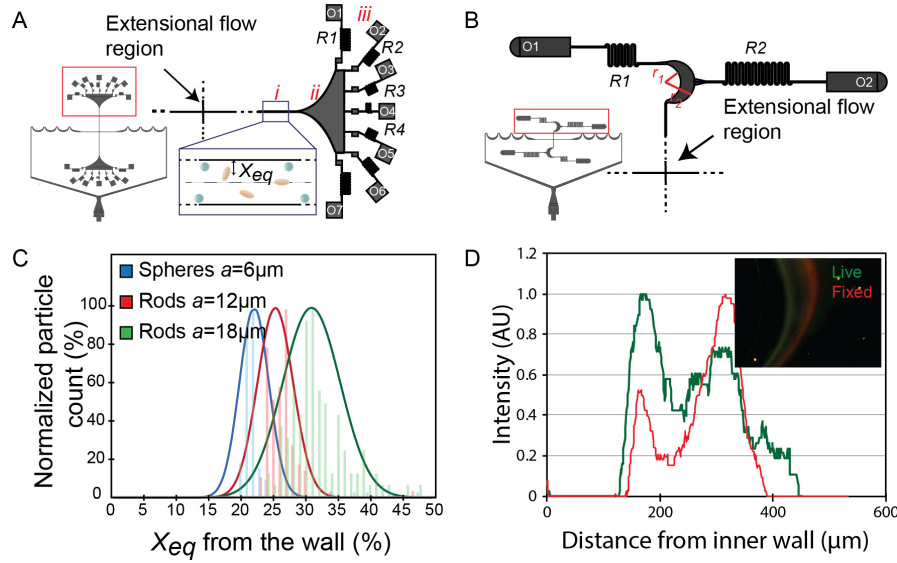 A
Extensional flow
region
i
ii
iii
R1
R2
R3
R4
O1
O2
O3
O4
O5
O6
O7
Xeq
B
O1
R1
R2
r1
r2
O2
Extensional flow
region
C
Spheres a=6µm
Rods a=12µm
Rods a=18µm
Normalized particle
count (%)
100
80
60
40
20
0
0 5 10 15 20 25 30 35 40 45 50
Xeq from the wall (%)
D
Live
Fixed
Intensity (AU)
1.2
1.0
0.8
0.6
0.4
0.2
0
0 200 400 600
Distance from inner wall (µm)